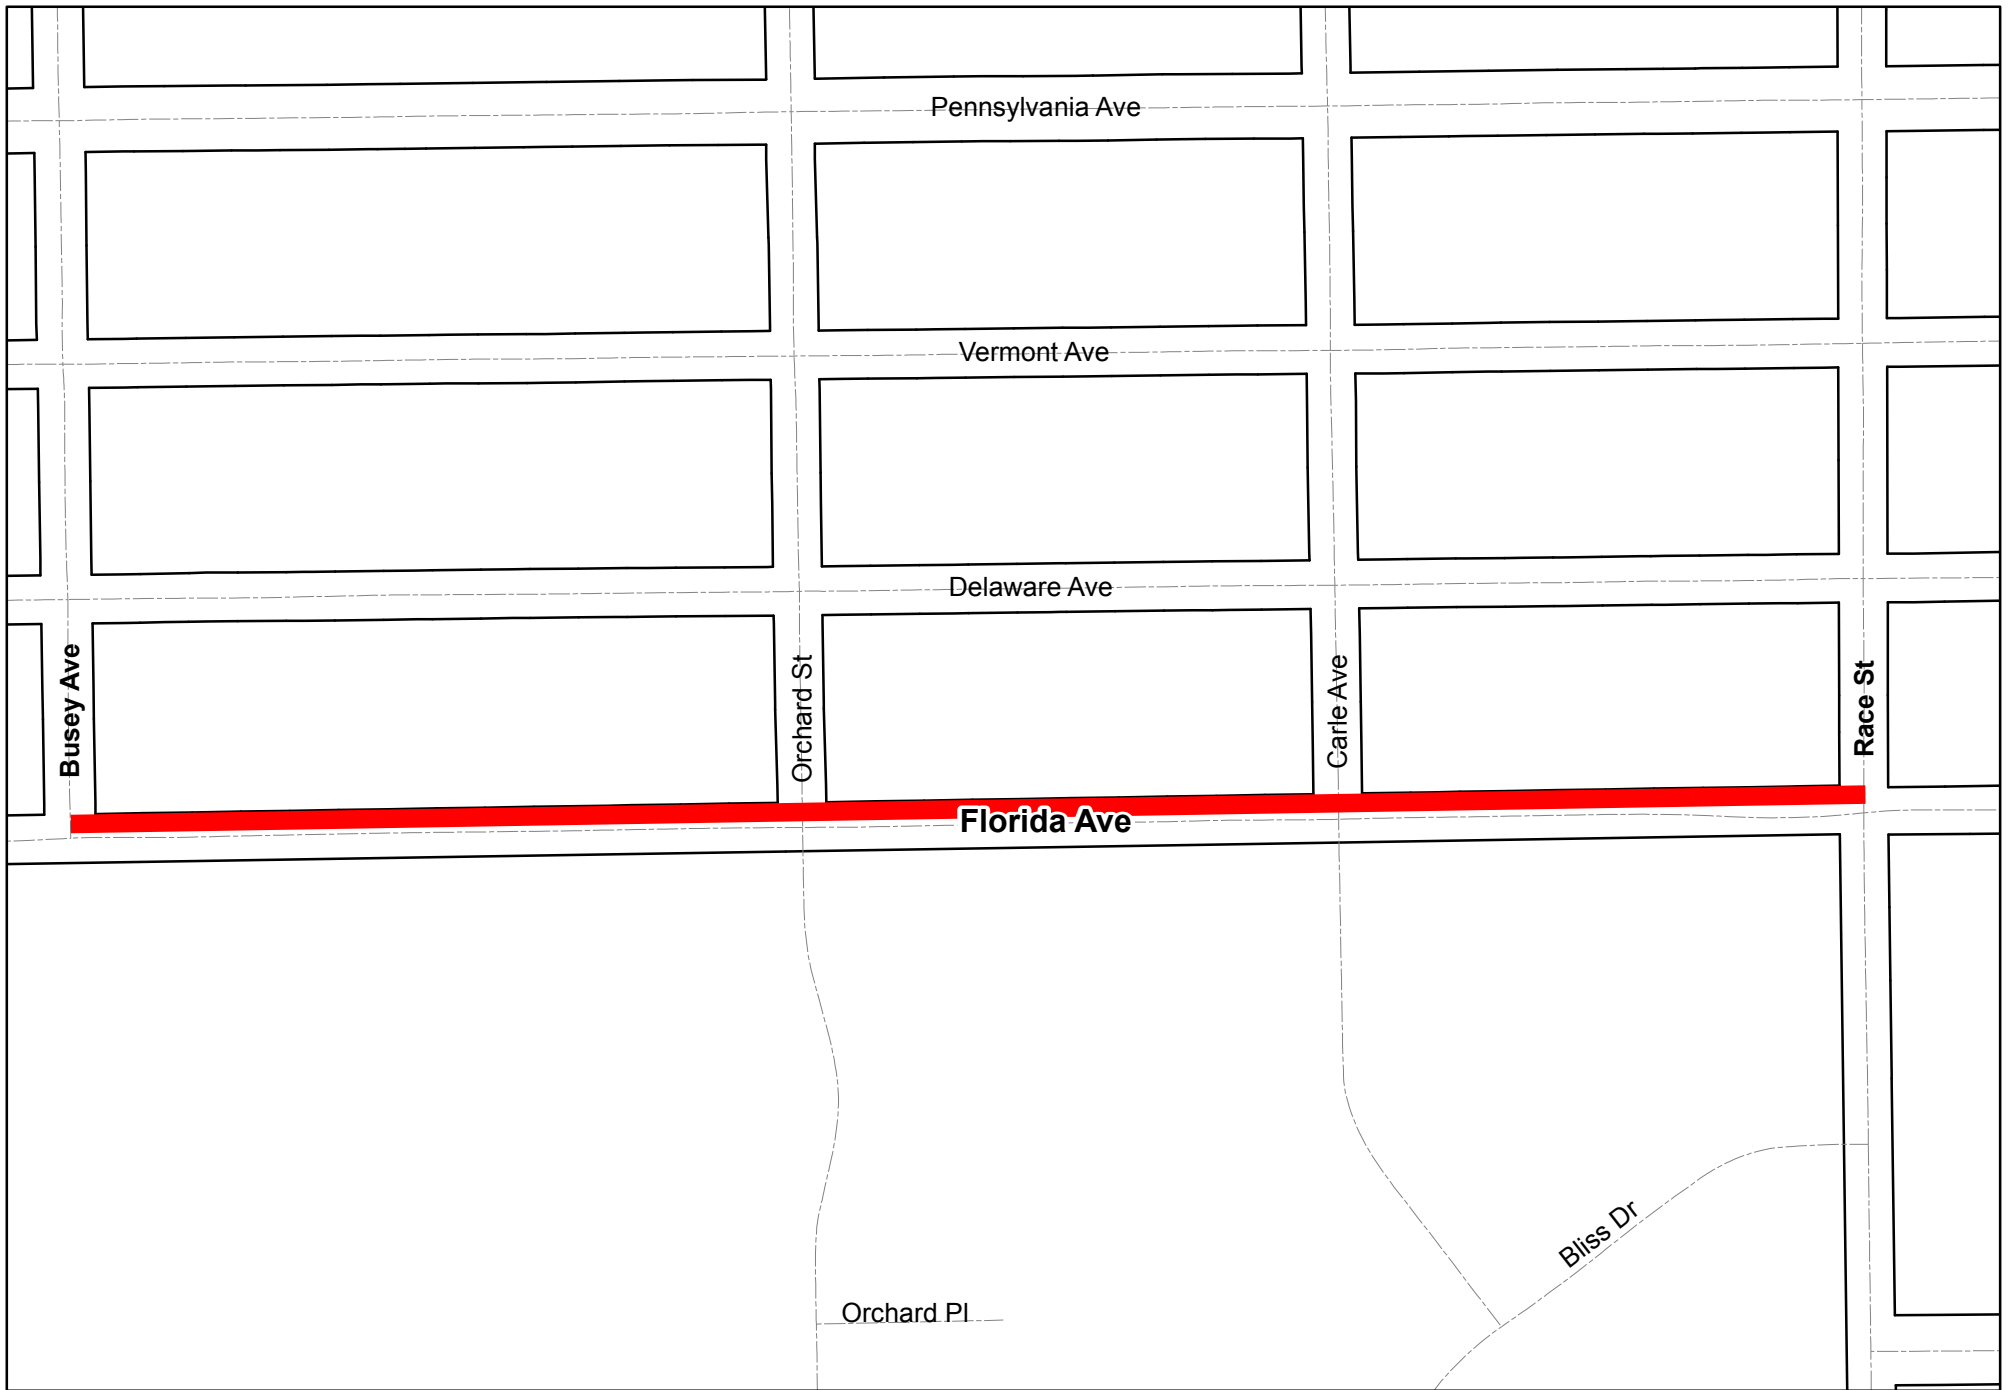 Pennsylvania Ave
Vermont Ave
Delaware Ave
Busey Ave
Orchard St
Carle Ave
Race St
Florida Ave
Bliss Dr
Orchard Pl